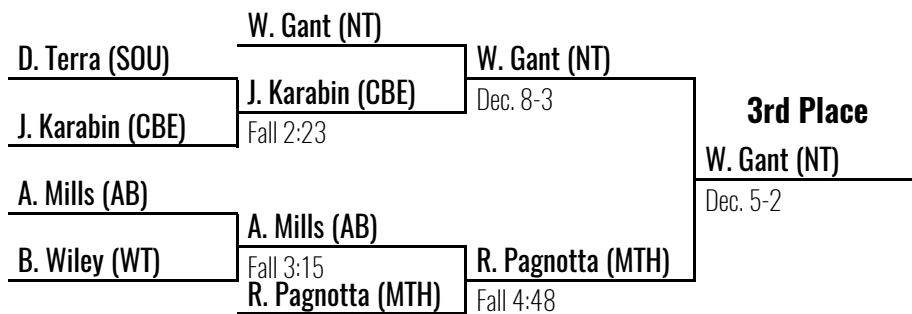 W. Gant (NT)
D. Terra (SOU)
W. Gant (NT)
J. Karabin (CBE)
Dec. 8-3
3rd Place
J. Karabin (CBE)
Fall 2:23
W. Gant (NT)
A. Mills (AB)
Dec. 5-2
A. Mills (AB)
B. Wiley (WT)
Fall 3:15
R. Pagnotta (MTH)
R. Pagnotta (MTH)
Fall 4:48